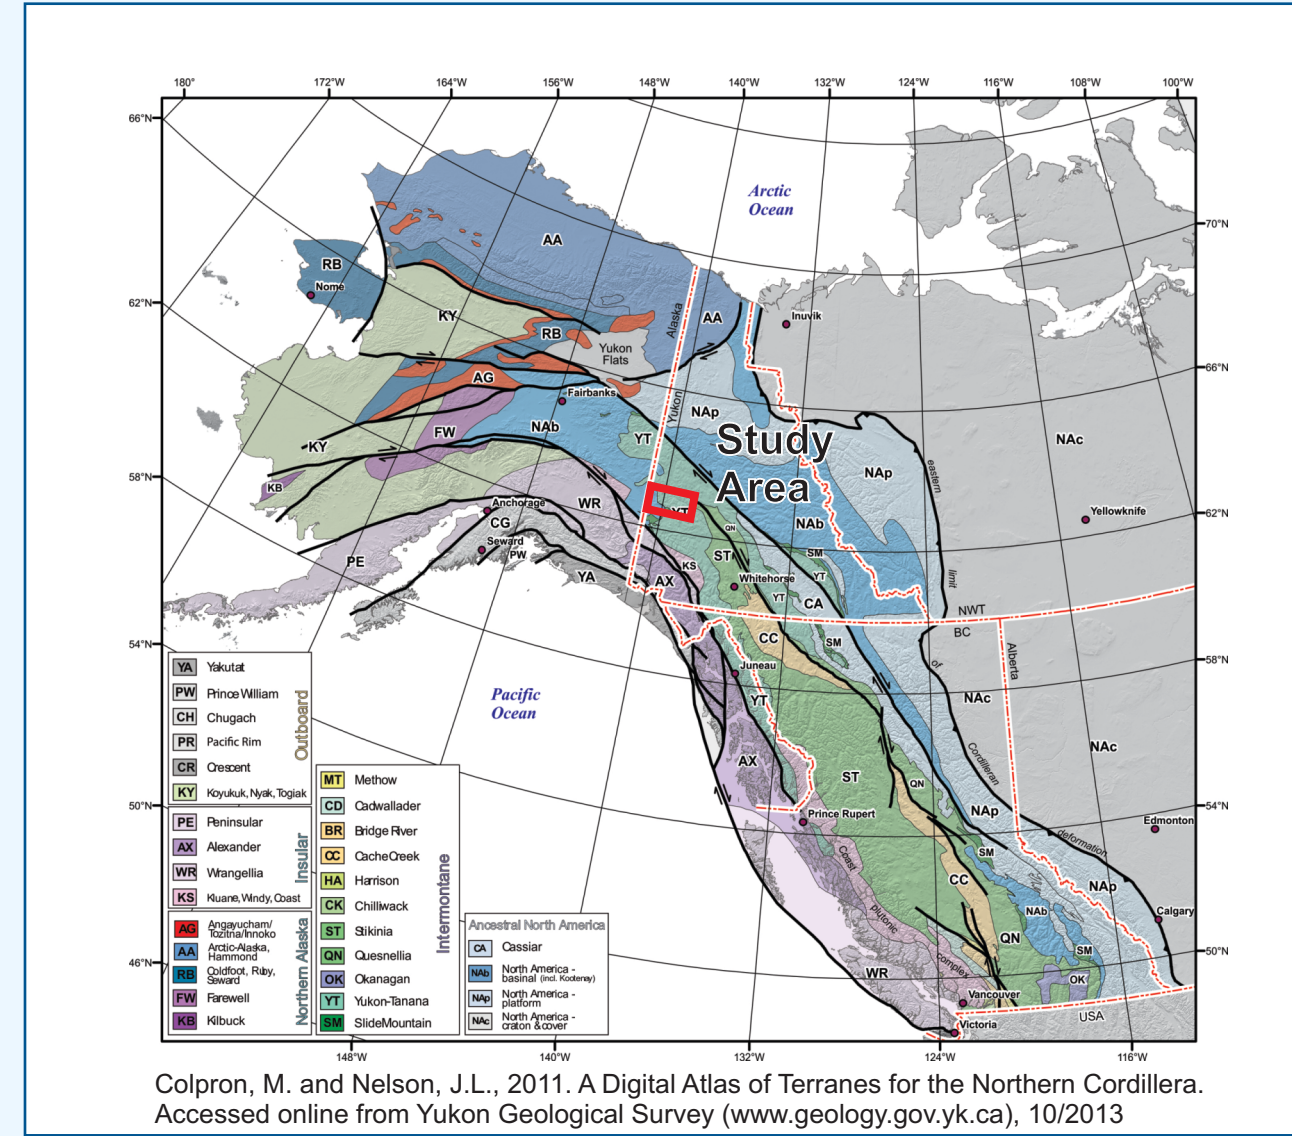 180°
172°W
164°W
156°W
148°W
140°W
132°W
124°W
116°W
108°W
100°W
66°N
62°N
58°N
54°N
50°N
46°N
70°N
66°N
62°N
58°N
54°N
50°N
148°W
140°W
132°W
124°W
116°W
Arctic
Ocean
AA
RB
Nome
KY
RB
Yukon
Flats
Alaska
Yukon
AA
Inuvik
AG
Fairbanks
NAp
NAb
FW
YT
KY
KB
Study
Area
NAp
NAc
eastern
limit
of
Cordilleran
deformation
Yellowknife
Anchorage
CG
WR
YT
QN
NAb
Seward
PW
PE
YA
ST
SM
KS
AX
Whitehorse
YT
YT
CA
NWT
BC
CC
SM
Alberta
Juneau
YT
NAc
NAc
Pacific
Ocean
AX
ST
QN
NAp
Prince Rupert
Edmonton
SM
Coast
plutonic
complex
CC
NAp
NAb
Calgary
QN
SM
WR
OK
Vancouver
Victoria
USA
YA Yakutat
PW Prince William
CH Chugach
PR Pacific Rim
CR Crescent
KY Koyukuk, Nyak, Togiak
Outboard
PE Peninsular
AX Alexander
WR Wrangellia
KS Kluane, Windy, Coast
Insular
AG Angayucham/
Tozitna/Innoko
AA Arctic-Alaska,
Hammond
RB Coldfoot, Ruby,
Seward
FW Farewell
KB Kilbuck
Northern Alaska
MT Methow
CD Cadwallader
BR Bridge River
CC Cache Creek
HA Harrison
CK Chilliwack
ST Stikinia
QN Quesnellia
OK Okanagan
YT Yukon-Tanana
SM Slide Mountain
Intermontane
Ancestral North America
CA Cassiar
NAb North America -
basinal (incl. Kootenay)
NAp North America -
platform
NAc North America -
craton & cover
Colpron, M. and Nelson, J.L., 2011. A Digital Atlas of Terranes for the Northern Cordillera.
Accessed online from Yukon Geological Survey (www.geology.gov.yk.ca), 10/2013